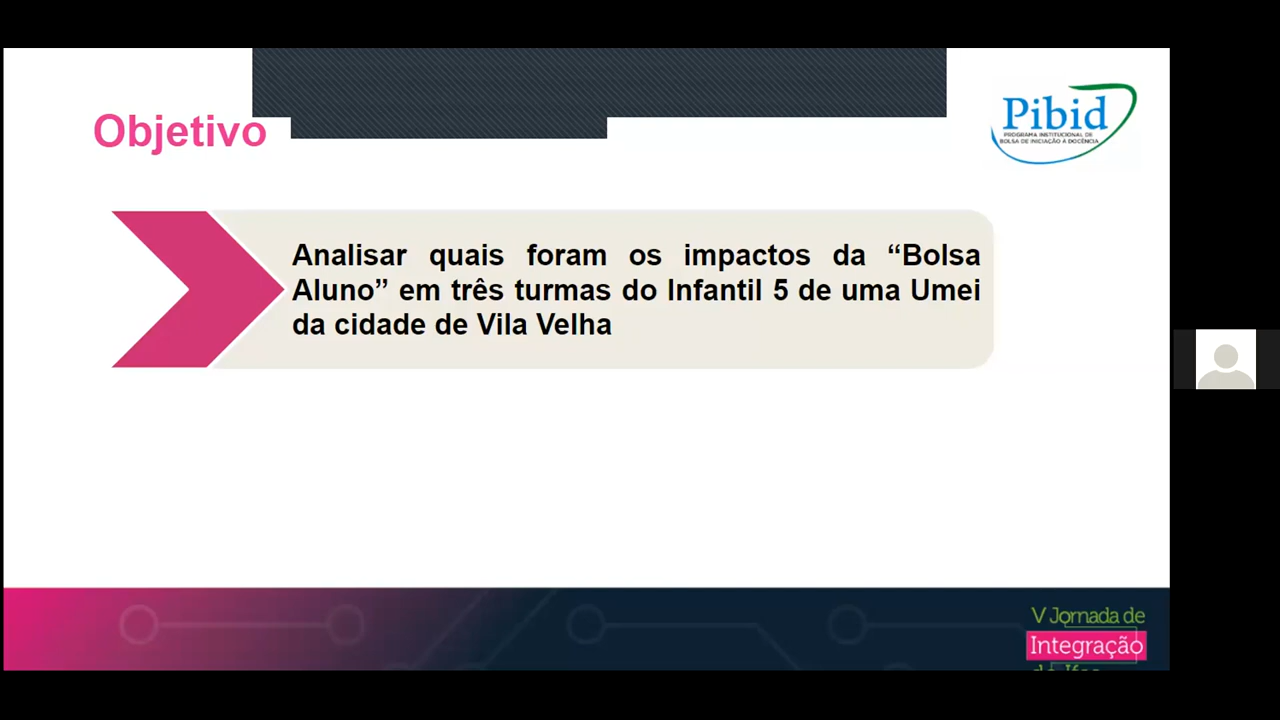 Objetivo
Pibid
PROGRAMA INSTITUCIONAL DE
BOLSA DE INICIAÇÃO À DOCÊNCIA
Analisar quais foram os impactos da “Bolsa
Aluno” em três turmas do Infantil 5 de uma Umei
da cidade de Vila Velha
V Jornada de
Integração